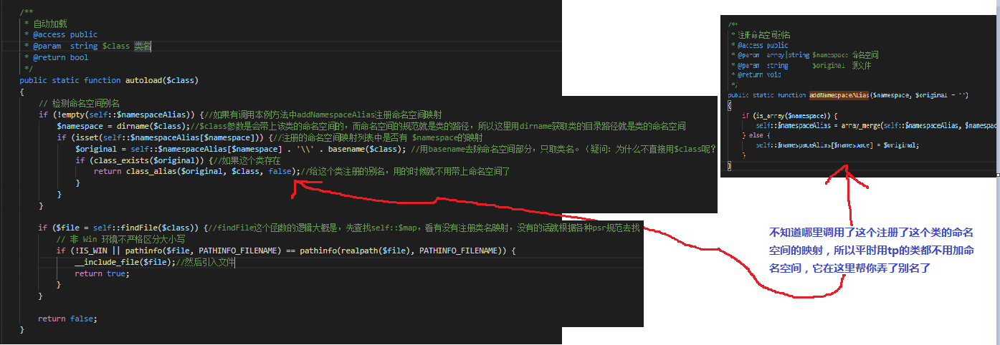 /**
* 自动加载
* @access public
* @param  string $class 类名
* @return bool
*/
public static function autoload($class)
{
// 检测命名空间别名
if (!empty(self::$namespaceAlias)) {//如果有调用本例方法中addNamespaceAlias注册命名空间映射
$namespace = dirname($class);//$class参数是会带上该类的命名空间的，而命名空间的规范就是类的路径，所以这里用dirname获取类的目录路径就是类的命名空间
if (isset(self::$namespaceAlias[$namespace])) {//注册的命名空间映射列表中是否有 $namespace的映射
$original = self::$namespaceAlias[$namespace] . '\\' . basename($class); //用basename去除命名空间部分，只取类名。（疑问：为什么不直接用$class呢？
if (class_exists($original)) {//如果这个类存在
return class_alias($original, $class, false);//给这个类注册的别名，用的时候就不用带上命名空间了
}
}
}
if ($file = self::findFile($class)) {//findFile这个函数的逻辑大概是，先查找self::$map，看有没有注册类名映射，没有的话就根据各种psr规范去找
// 非 Win 环境不严格区分大小写
if (!IS_WIN || pathinfo($file, PATHINFO_FILENAME) == pathinfo(realpath($file), PATHINFO_FILENAME)) {
__include_file($file);//然后引入文件
return true;
}
}
return false;
}
/**
* 注册命名空间别名
* @access public
* @param  array|string $namespace 命名空间
* @param  string       $original  源文件
* @return void
*/
public static function addNamespaceAlias($namespace, $original = '')
{
if (is_array($namespace)) {
self::$namespaceAlias = array_merge(self::$namespaceAlias, $namespace
} else {
self::$namespaceAlias[$namespace] = $original;
}
}
不知道哪里调用了这个注册了这个类的命名
空间的映射，所以平时用tp的类都不用加命
名空间，它在这里帮你弄了别名了